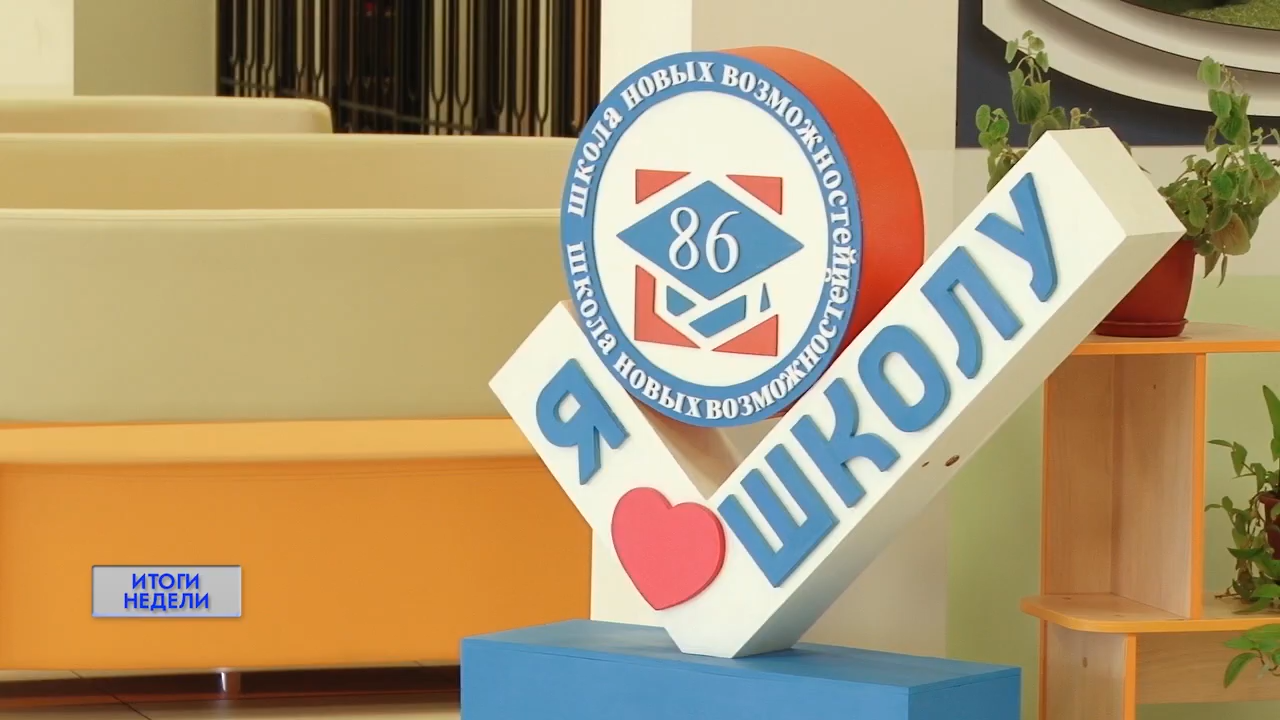 ШКОЛА НОВЫХ ВОЗМОЖНОСТЕЙ
86
ШКОЛА НОВЫХ ВОЗМОЖНОСТЕЙ
Я
ШКОЛУ
ИТОГИ
НЕДЕЛИ